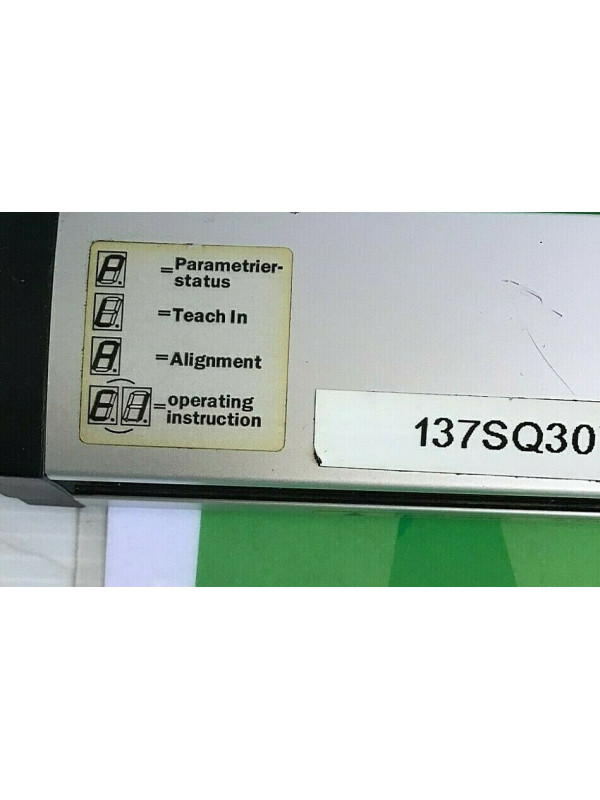 =Parametrier-
status
=Teach In
=Alignment
=operating
instruction
137SQ30